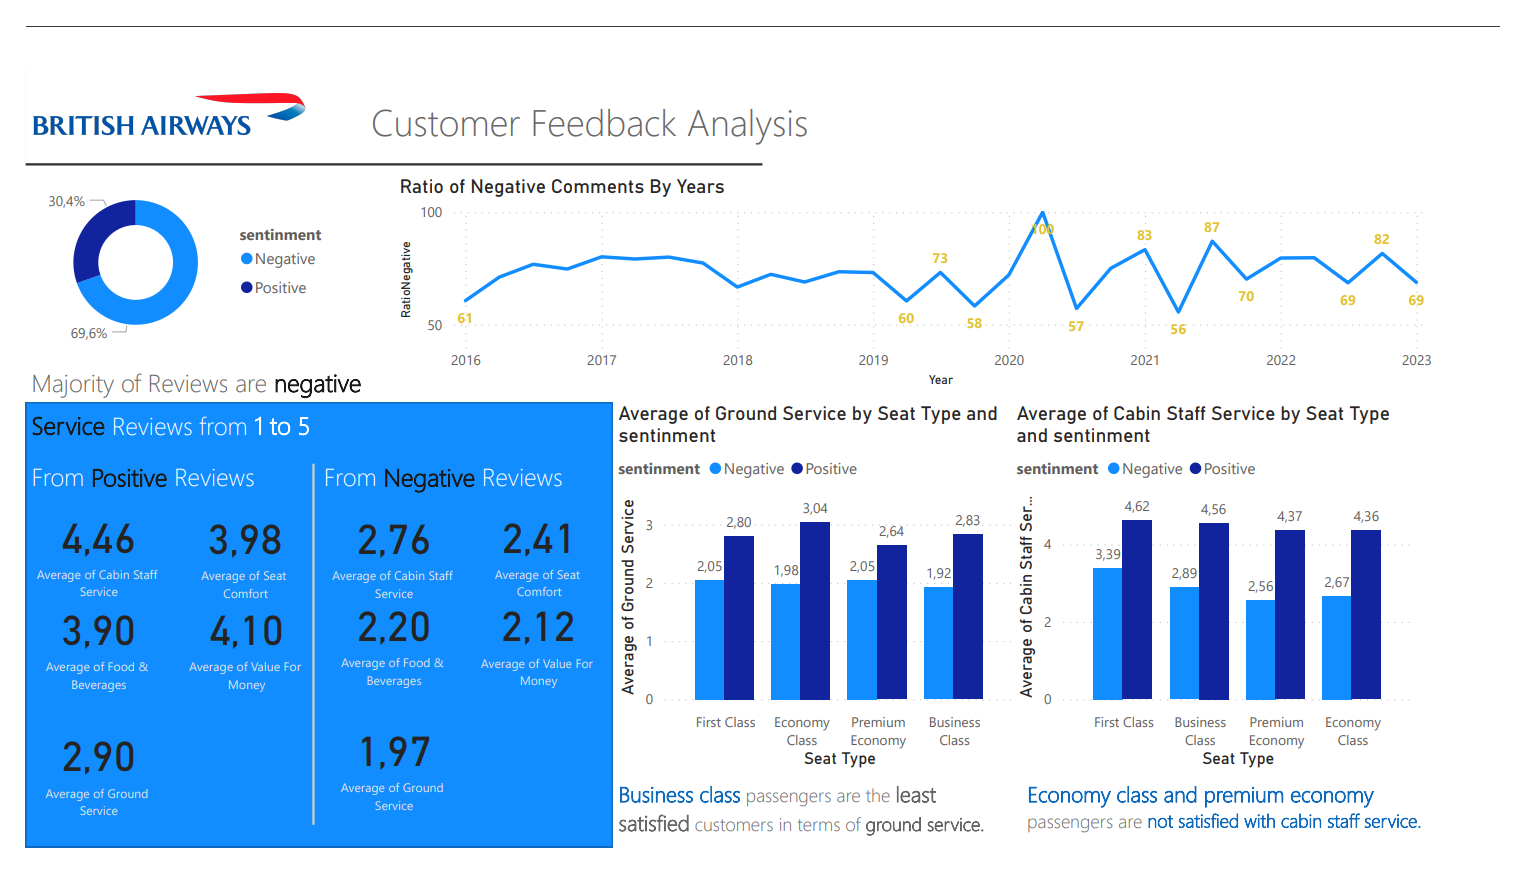 BRITISH AIRWAYS
Customer Feedback Analysis
30,4%
69,6%
sentinment
Negative
Positive
Majority of Reviews are negative
Ratio of Negative Comments By Years
RatioNegative
100
50
61
73
60
58
100
57
83
56
87
70
69
82
69
2016
2017
2018
2019
2020
2021
2022
2023
Year
Service Reviews from 1 to 5
From Positive Reviews
4,46
Average of Cabin Staff
Service
3,98
Average of Seat
Comfort
3,90
Average of Food &
Beverages
4,10
Average of Value For
Money
2,90
Average of Ground
Service
From Negative Reviews
2,76
Average of Cabin Staff
Service
2,41
Average of Seat
Comfort
2,20
Average of Food &
Beverages
2,12
Average of Value For
Money
1,97
Average of Ground
Service
Average of Ground Service by Seat Type and
sentinment
sentinment Negative Positive
Average of Ground Service
3
2
1
0
2,05
2,80
1,98
3,04
2,05
2,64
1,92
2,83
First Class
Economy
Class
Premium
Economy
Business
Class
Seat Type
Business class passengers are the least
satisfied customers in terms of ground service.
Average of Cabin Staff Service by Seat Type
and sentinment
sentinment Negative Positive
Average of Cabin Staff Ser...
4
2
0
3,39
4,62
2,89
4,56
2,56
4,37
2,67
4,36
First Class
Business
Class
Premium
Economy
Economy
Class
Seat Type
Economy class and premium economy
passengers are not satisfied with cabin staff service.